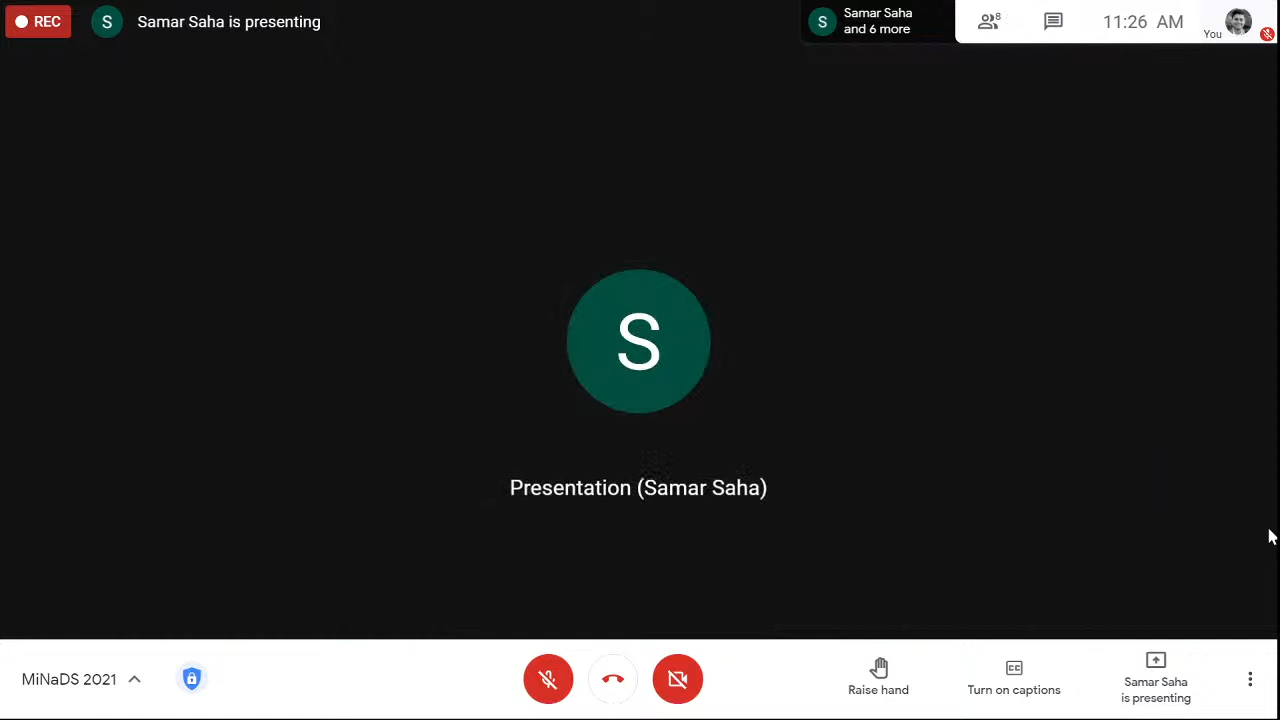 REC
S
Samar Saha is presenting
S
Samar Saha
and 6 more
8
11:26 AM
You
S
Presentation (Samar Saha)
MiNaDS 2021
Raise hand
CC
Turn on captions
Samar Saha
is presenting